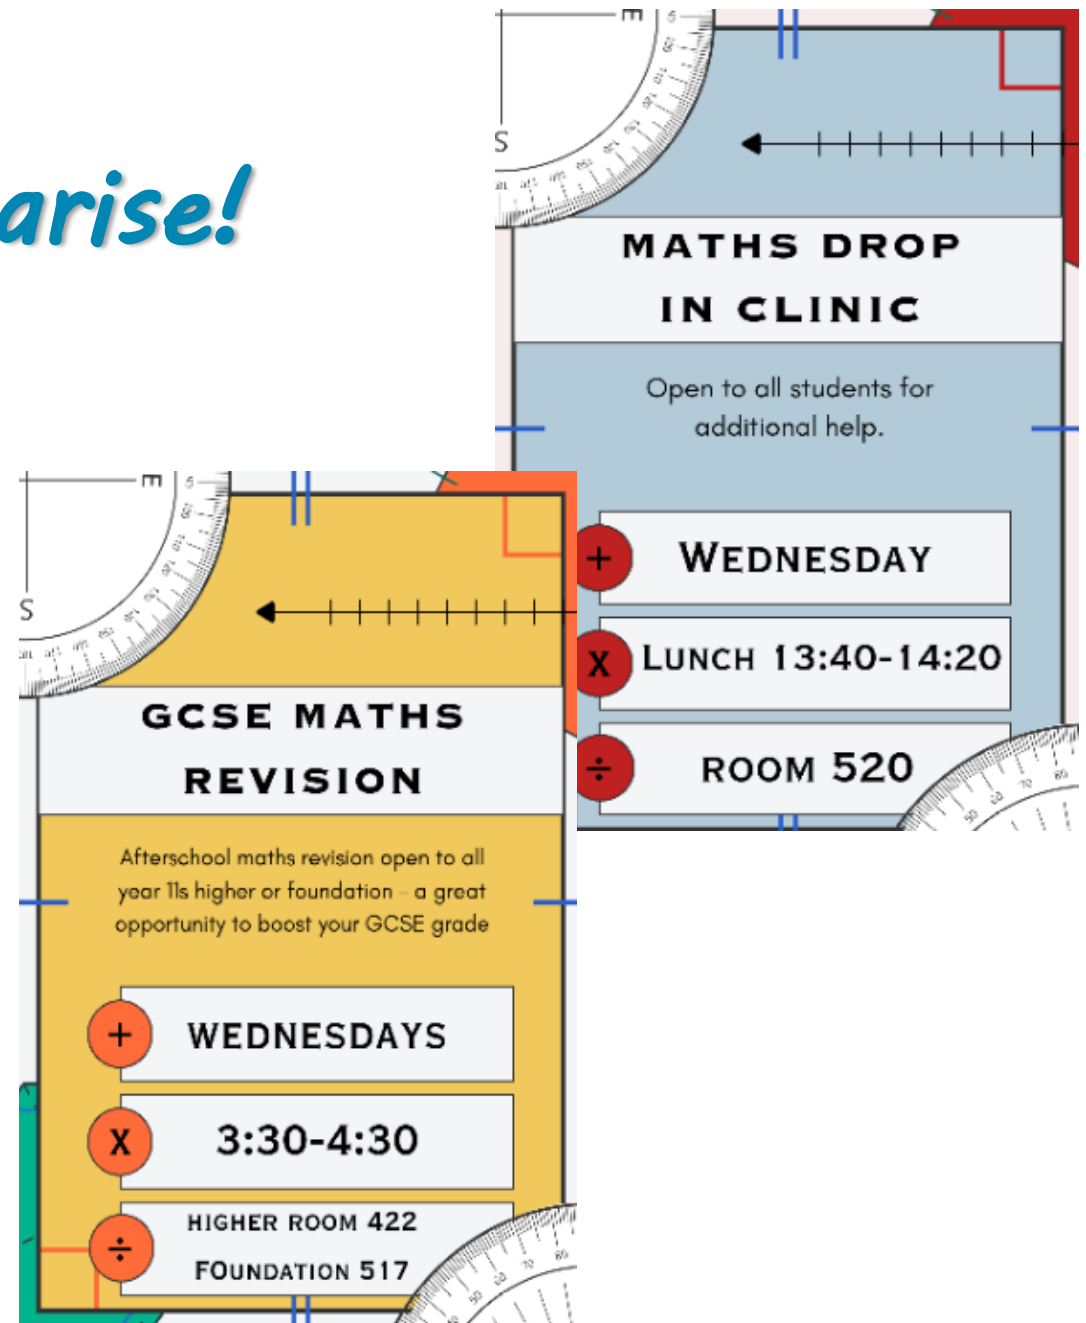 arise!
E
S
MATHS DROP
IN CLINIC
Open to all students for
additional help.
+ WEDNESDAY
X LUNCH 13:40-14:20
÷ ROOM 520
E
S
GCSE MATHS
REVISION
Afterschool maths revision open to all
year 11s higher or foundation - a great
opportunity to boost your GCSE grade
+ WEDNESDAYS
X 3:30-4:30
÷ HIGHER ROOM 422
FOUNDATION 517